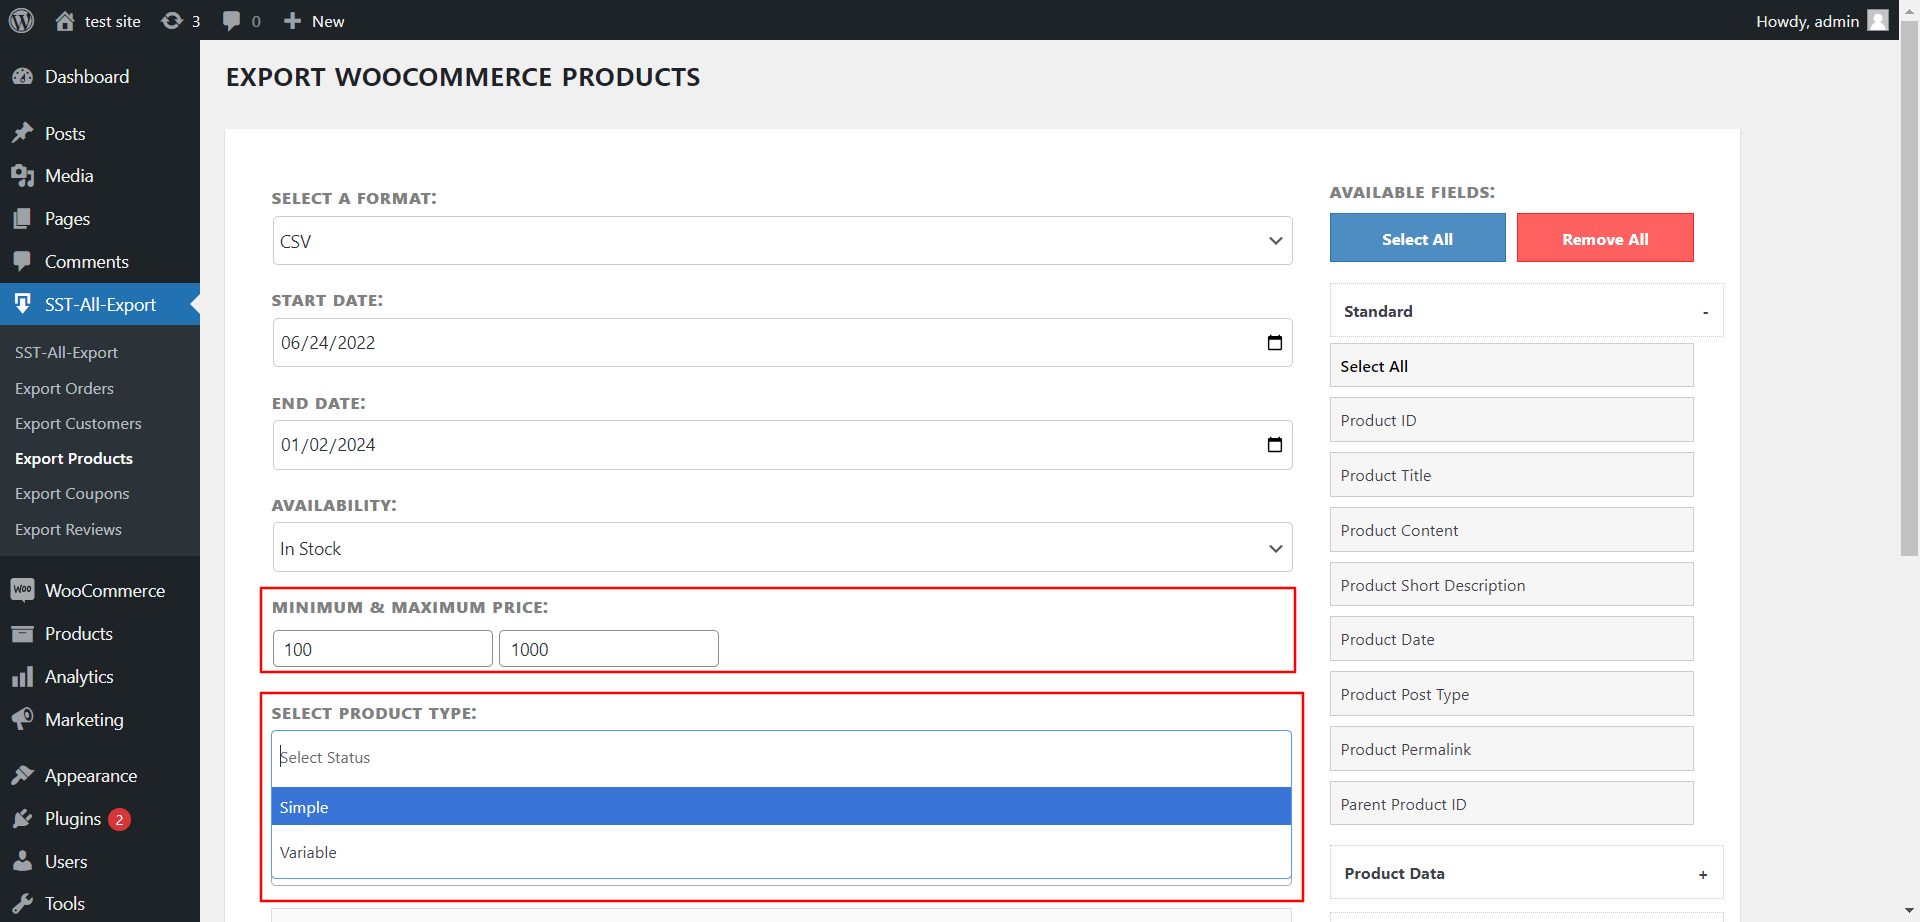 test site 3 0 New Howdy, admin
Dashboard
Posts
Media
Pages
Comments
SST-All-Export
SST-All-Export
Export Orders
Export Customers
Export Products
Export Coupons
Export Reviews
Woo WooCommerce
Products
Analytics
Marketing
Appearance
Plugins 2
Users
Tools
EXPORT WOOCOMMERCE PRODUCTS
SELECT A FORMAT:
CSV
START DATE:
06/24/2022
END DATE:
01/02/2024
AVAILABILITY:
In Stock
MINIMUM & MAXIMUM PRICE:
100 1000
SELECT PRODUCT TYPE:
Select Status
Simple
Variable
AVAILABLE FIELDS:
Select All Remove All
Standard -
Select All
Product ID
Product Title
Product Content
Product Short Description
Product Date
Product Post Type
Product Permalink
Parent Product ID
Product Data +